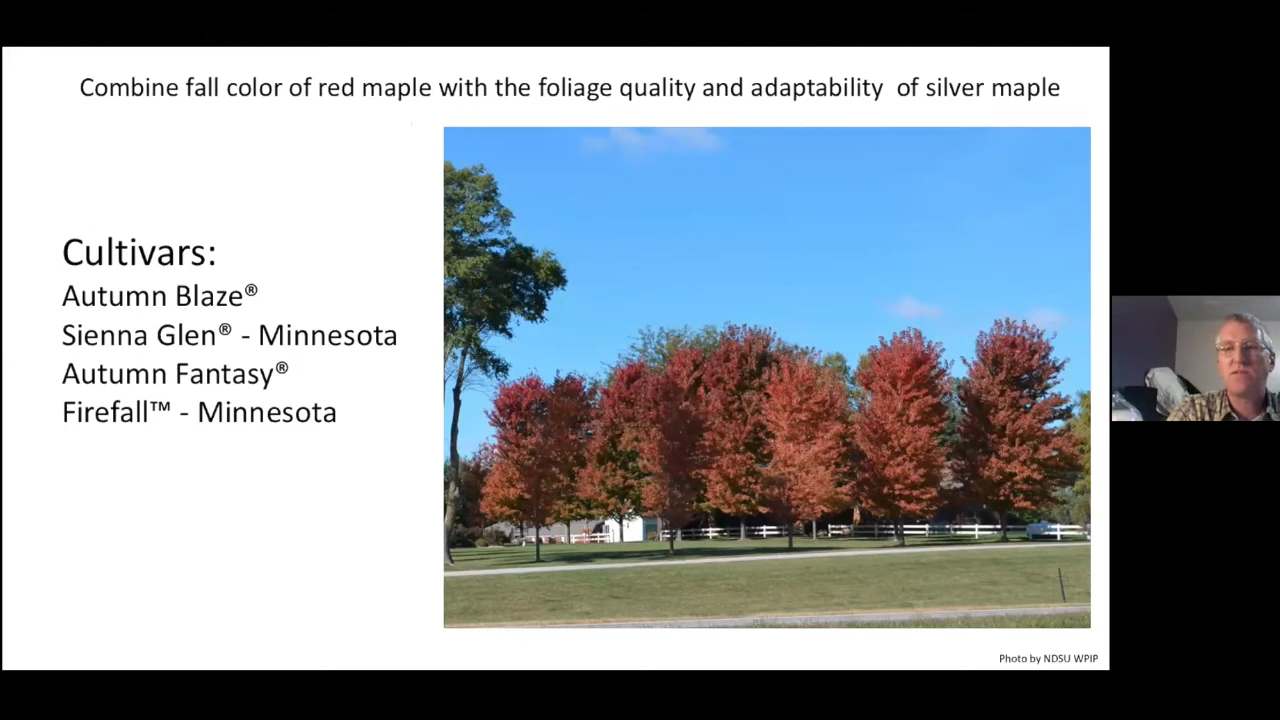 Combine fall color of red maple with the foliage quality and adaptability of silver maple
Cultivars:
Autumn Blaze®
Sienna Glen® - Minnesota
Autumn Fantasy®
Firefall™ - Minnesota
Photo by NDSU WPIP